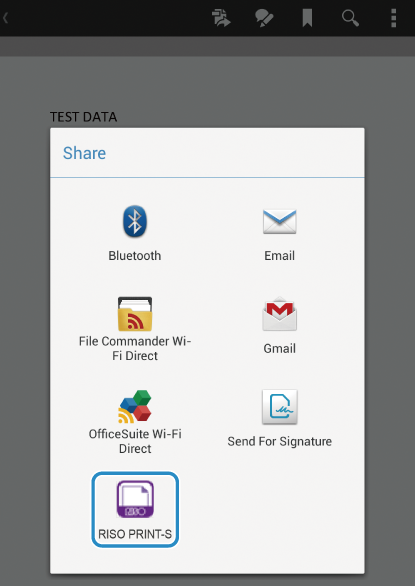 TEST DATA
Share
Bluetooth
Email
File Commander Wi-
Fi Direct
Gmail
OfficeSuite Wi-Fi
Direct
Send For Signature
RISO
RISO PRINT-S